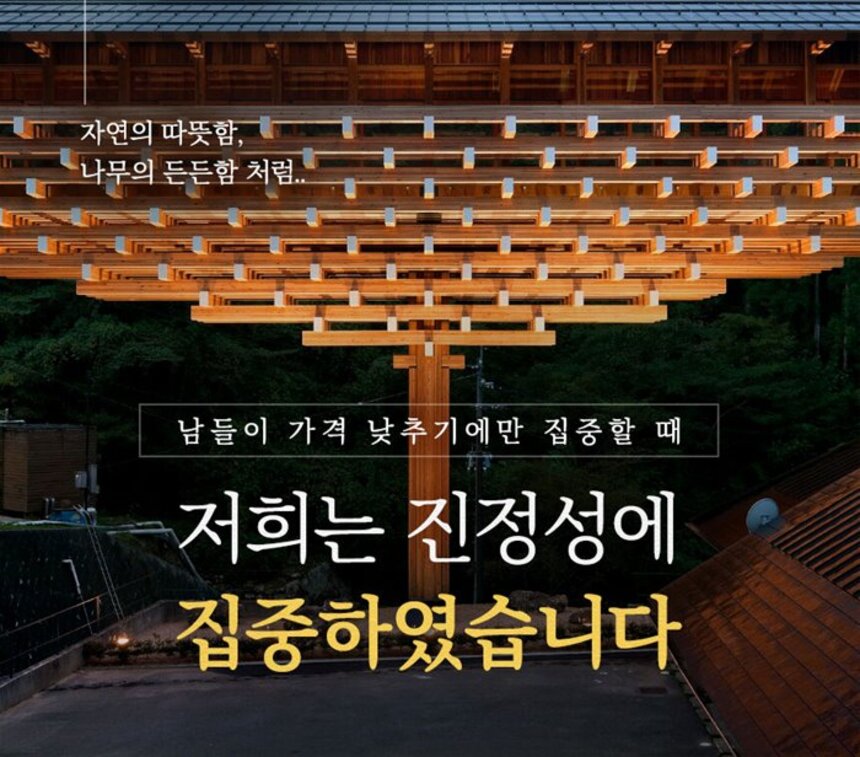 자연의 따뜻함,
나무의 든든함 처럼..
남들이 가격 낮추기에만 집중할 때
저희는 진정성에
집중하였습니다